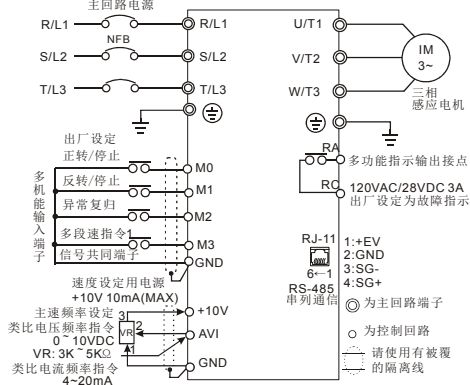 主回路电源
R/L1
R/L1
U/T1
NFB
S/L2
S/L2
V/T2
IM
3~
T/L3
T/L3
W/T3
三相
感应电机
出厂设定
正转/停止
M0
RA
多功能指示输出接点
反转/停止
M1
RC
120VAC/28VDC 3A
出厂设定为故障指示
多机能输入端子
异常复归
M2
多段速指令1
M3
信号共同端子
GND
RJ-11
6←1
RS-485
串列通信
1:+EV
2:GND
3:SG-
4:SG+
速度设定用电源
+10V 10mA(MAX)
+10V
主速频率设定
3
类比电压频率指令
VR
2
0~10VDC
AVI
VR: 3K~5KΩ
1
类比电流频率指令
4~20mA
GND
为主回路端子
为控制回路
请使用有被覆
的隔离线